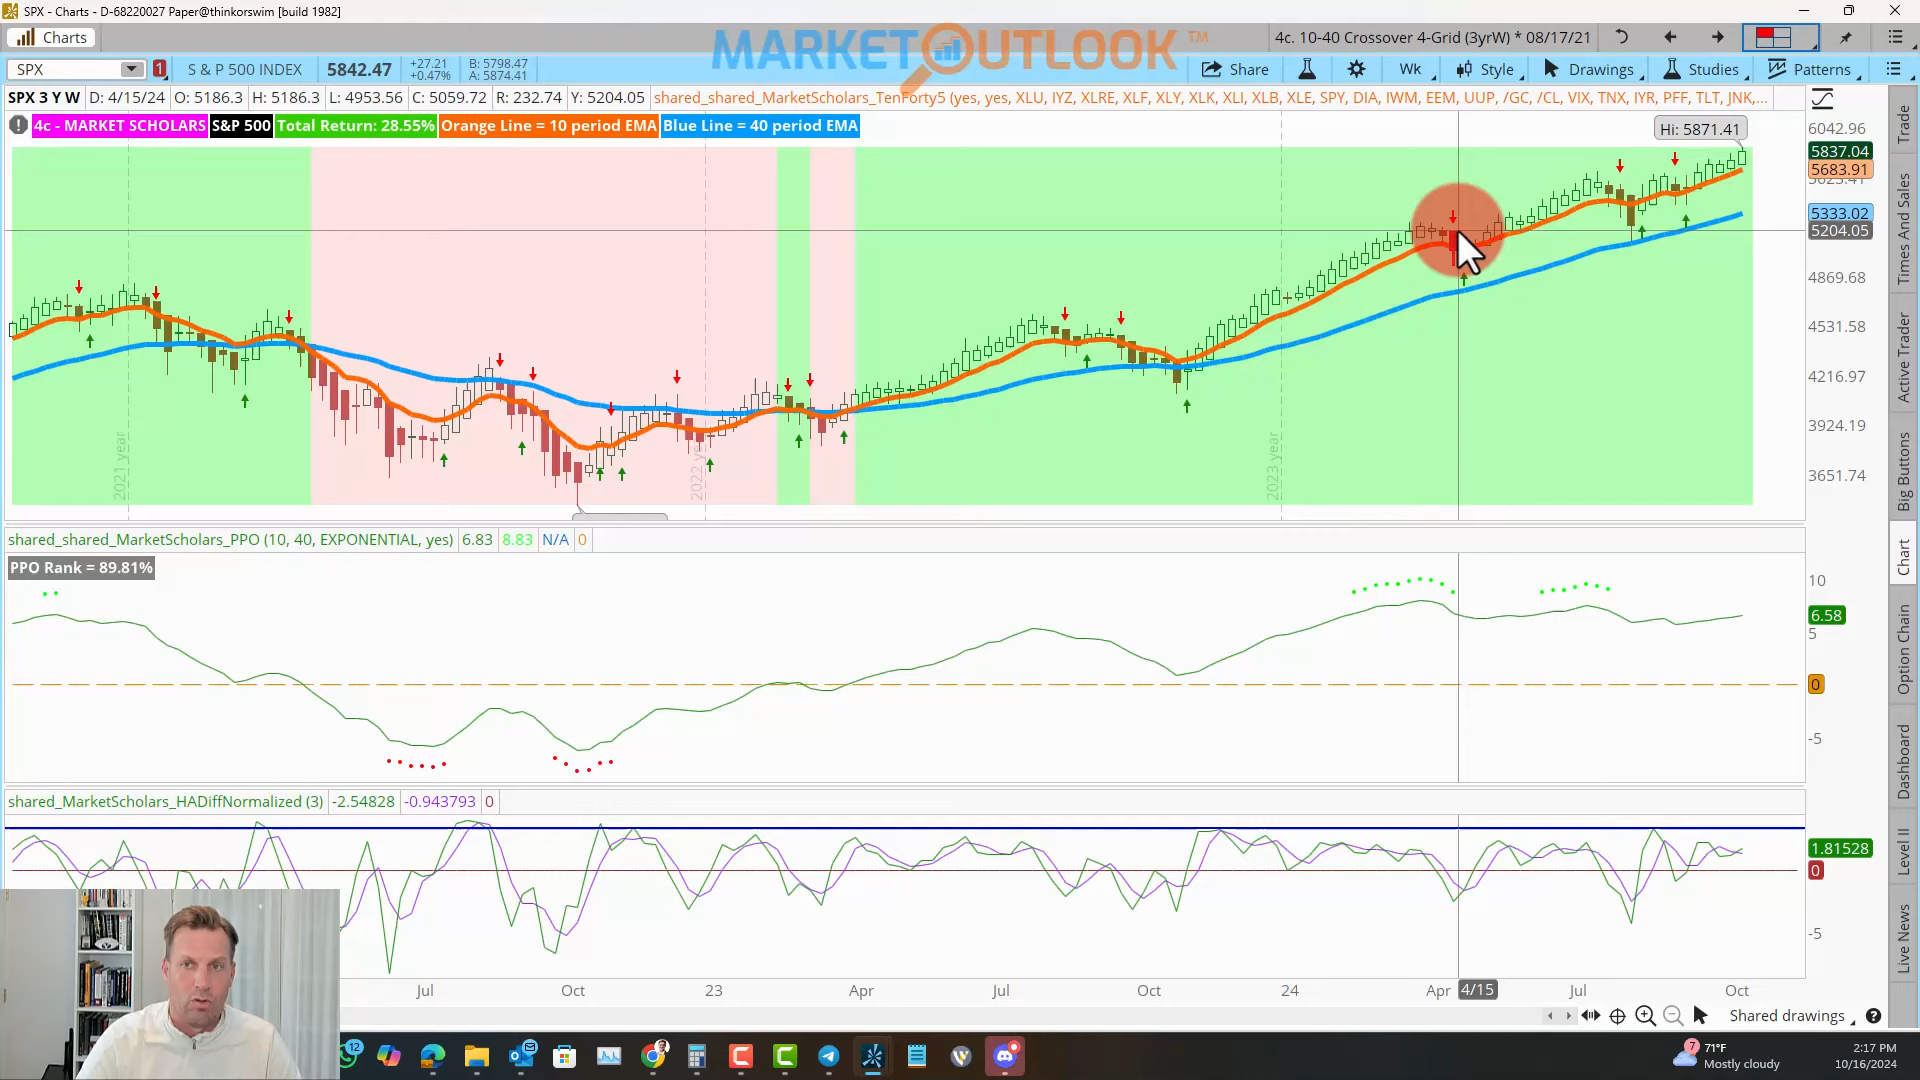 SPX - Charts - D-68220027 Paper@thinkorswim [build 1982]
Charts
MARKET OUTLOOK ™
4c. 10-40 Crossover 4-Grid (3yrW) * 08/17/21
SPX
1
S & P 500 INDEX
5842.47
+27.21
+0.47%
B: 5798.47
A: 5874.41
Share
Wk
Style
Drawings
Studies
Patterns
SPX 3 Y W
D: 4/15/24
O: 5186.3
H: 5186.3
L: 4953.56
C: 5059.72
R: 232.74
Y: 5204.05
shared_shared_MarketScholars_TenForty5 (yes, yes, XLU, IYZ, XLRE, XLF, XLY, XLK, XLI, XLB, XLE, SPY, DIA, IWM, EEM, UUP, /GC, /CL, VIX, TNX, IYR, PFF, TLT, JNK,...
4c - MARKET SCHOLARS
S&P 500
Total Return: 28.55%
Orange Line = 10 period EMA
Blue Line = 40 period EMA
Hi: 5871.41
6042.96
5837.04
5683.91
5333.02
5204.05
4869.68
4531.58
4216.97
3924.19
3651.74
2021 year
2023 year
shared_shared_MarketScholars_PPO (10, 40, EXPONENTIAL, yes)
6.83
8.83
N/A
0
PPO Rank = 89.81%
10
6.58
5
0
-5
shared_MarketScholars_HADiffNormalized (3)
-2.54828
-0.943793
0
1.81528
0
-5
Jul
Oct
23
Apr
Jul
Oct
24
Apr
4/15
Jul
Oct
Shared drawings
Trade
Times And Sales
Active Trader
Big Buttons
Chart
Option Chain
Dashboard
Level II
Live News
12
7
71°F
Mostly cloudy
2:17 PM
10/16/2024